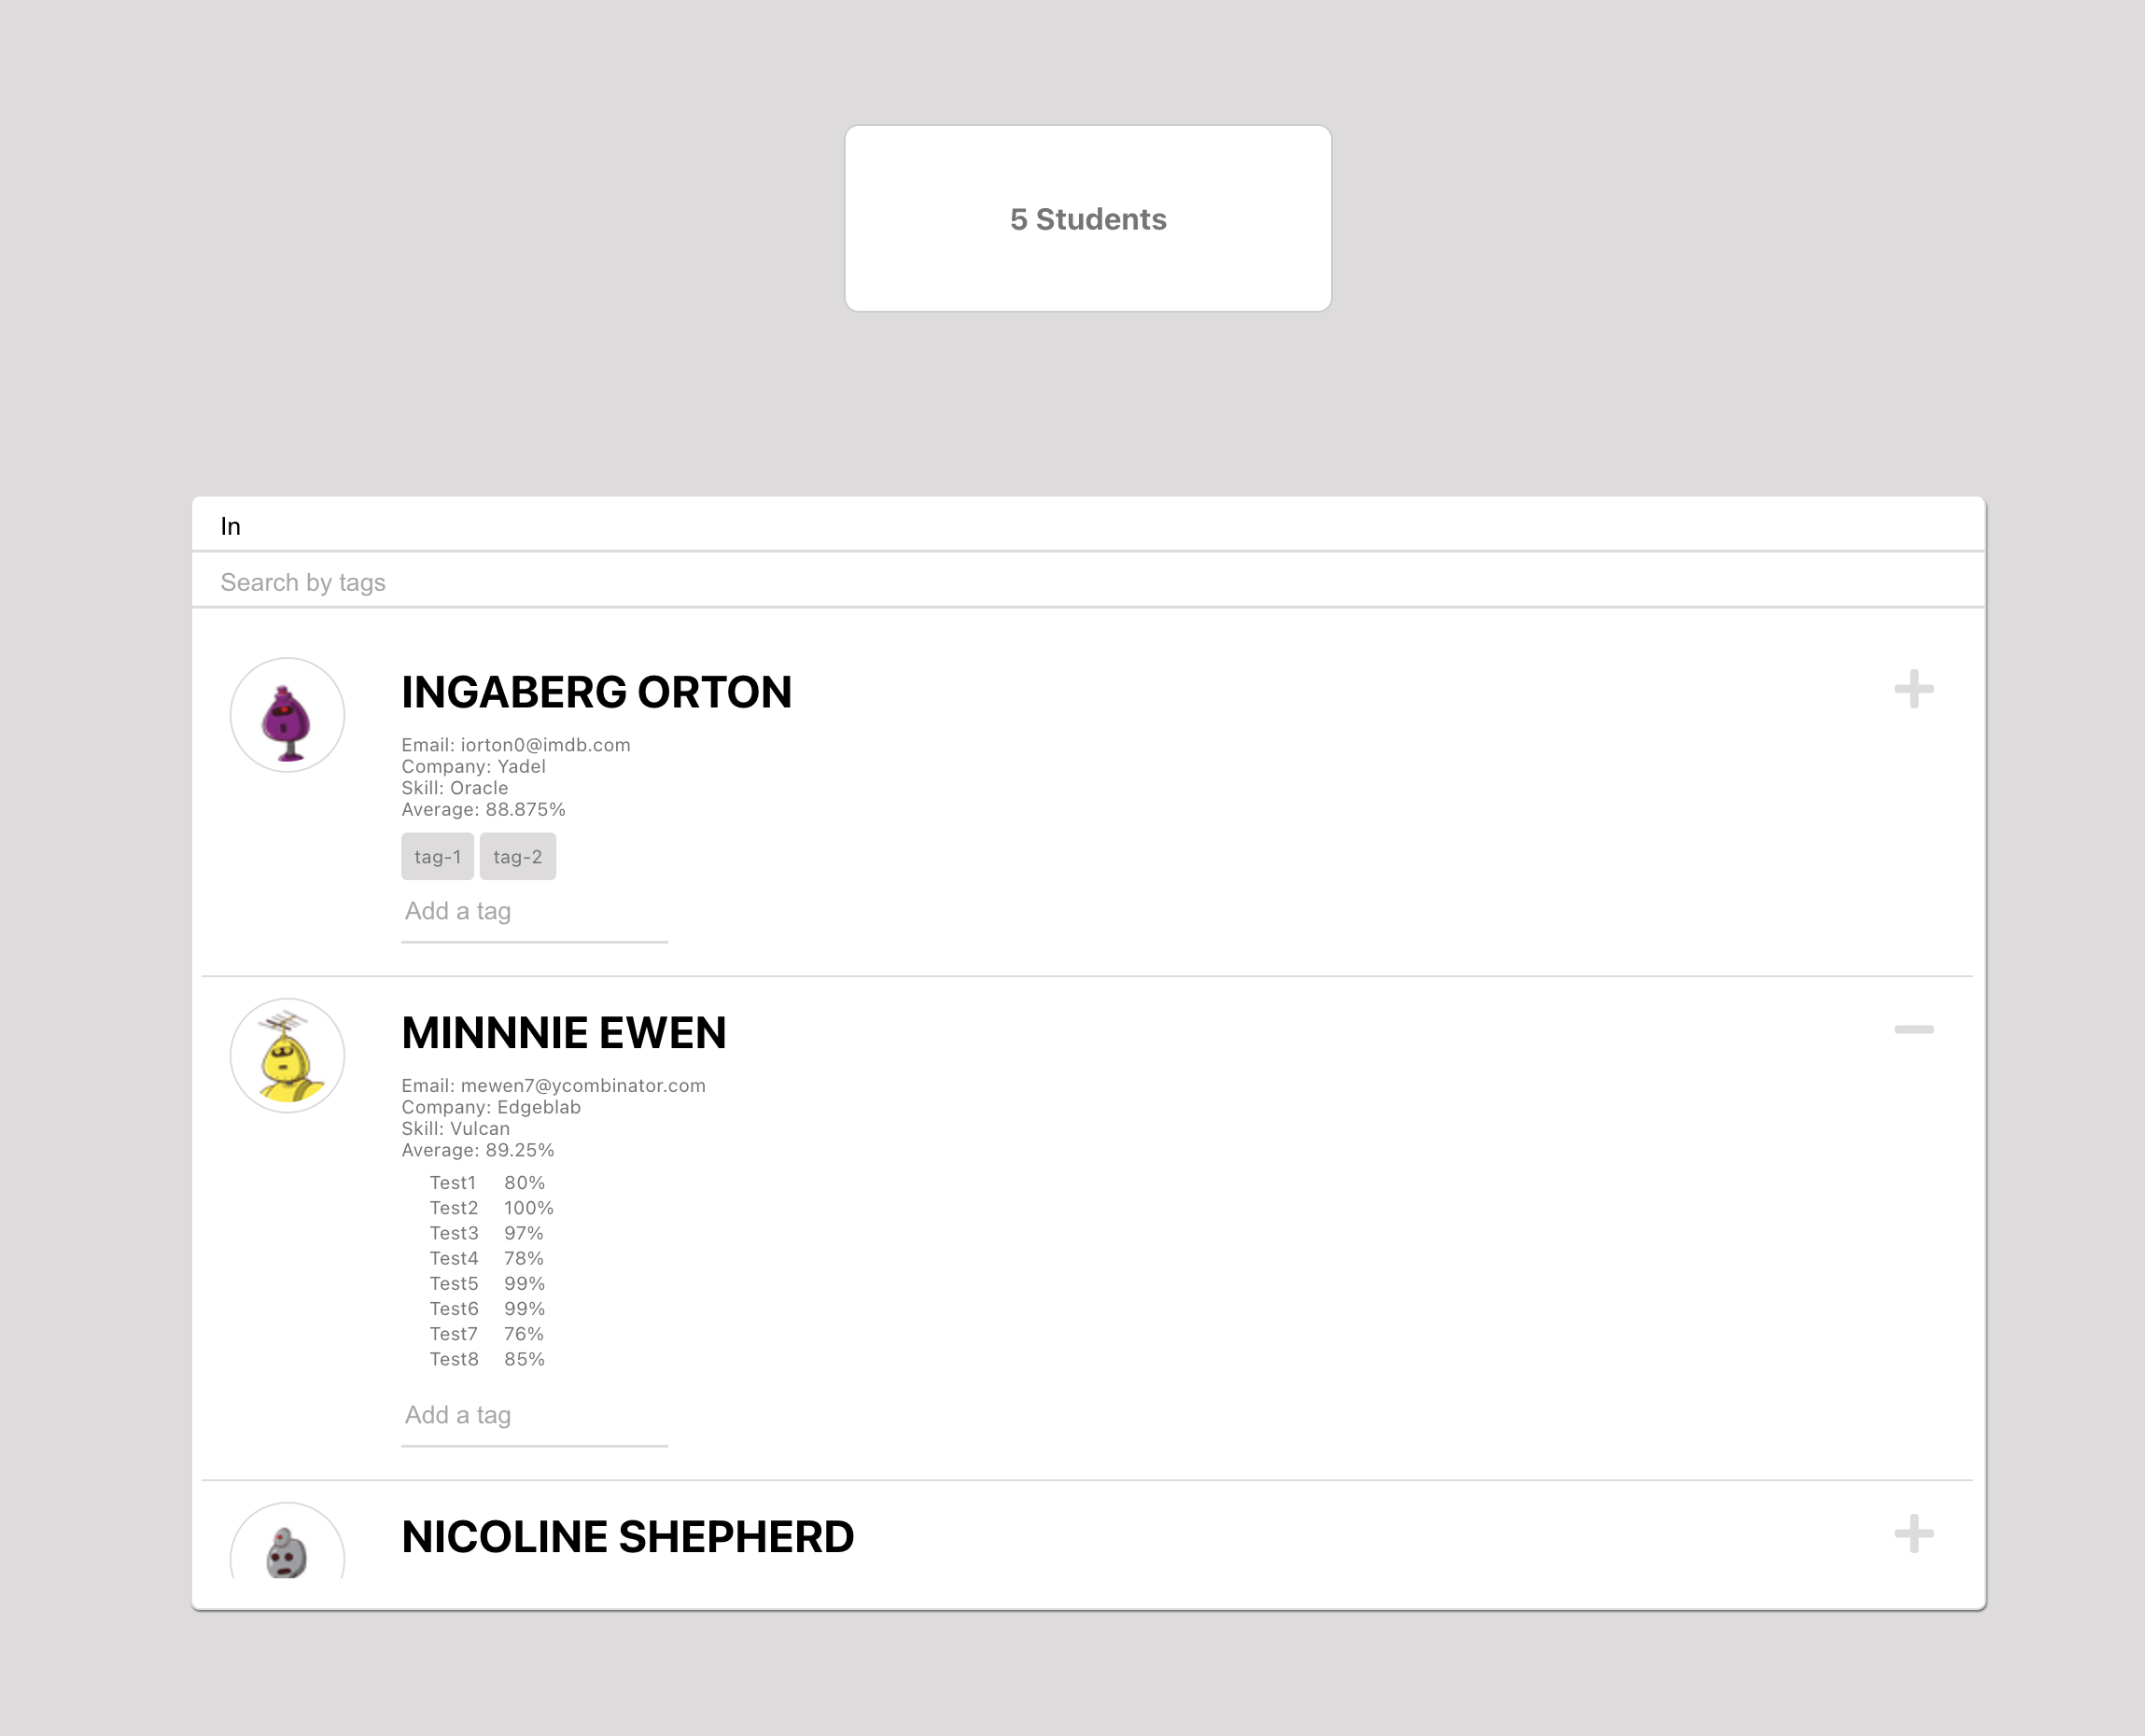 5 Students
In
Search by tags
INGABERG ORTON
Email: iorton0@imdb.com
Company: Yadel
Skill: Oracle
Average: 88.875%
tag-1 tag-2
Add a tag
MINNNIE EWEN
Email: mewen7@ycombinator.com
Company: Edgeblab
Skill: Vulcan
Average: 89.25%
Test1 80%
Test2 100%
Test3 97%
Test4 78%
Test5 99%
Test6 99%
Test7 76%
Test8 85%
Add a tag
NICOLINE SHEPHERD